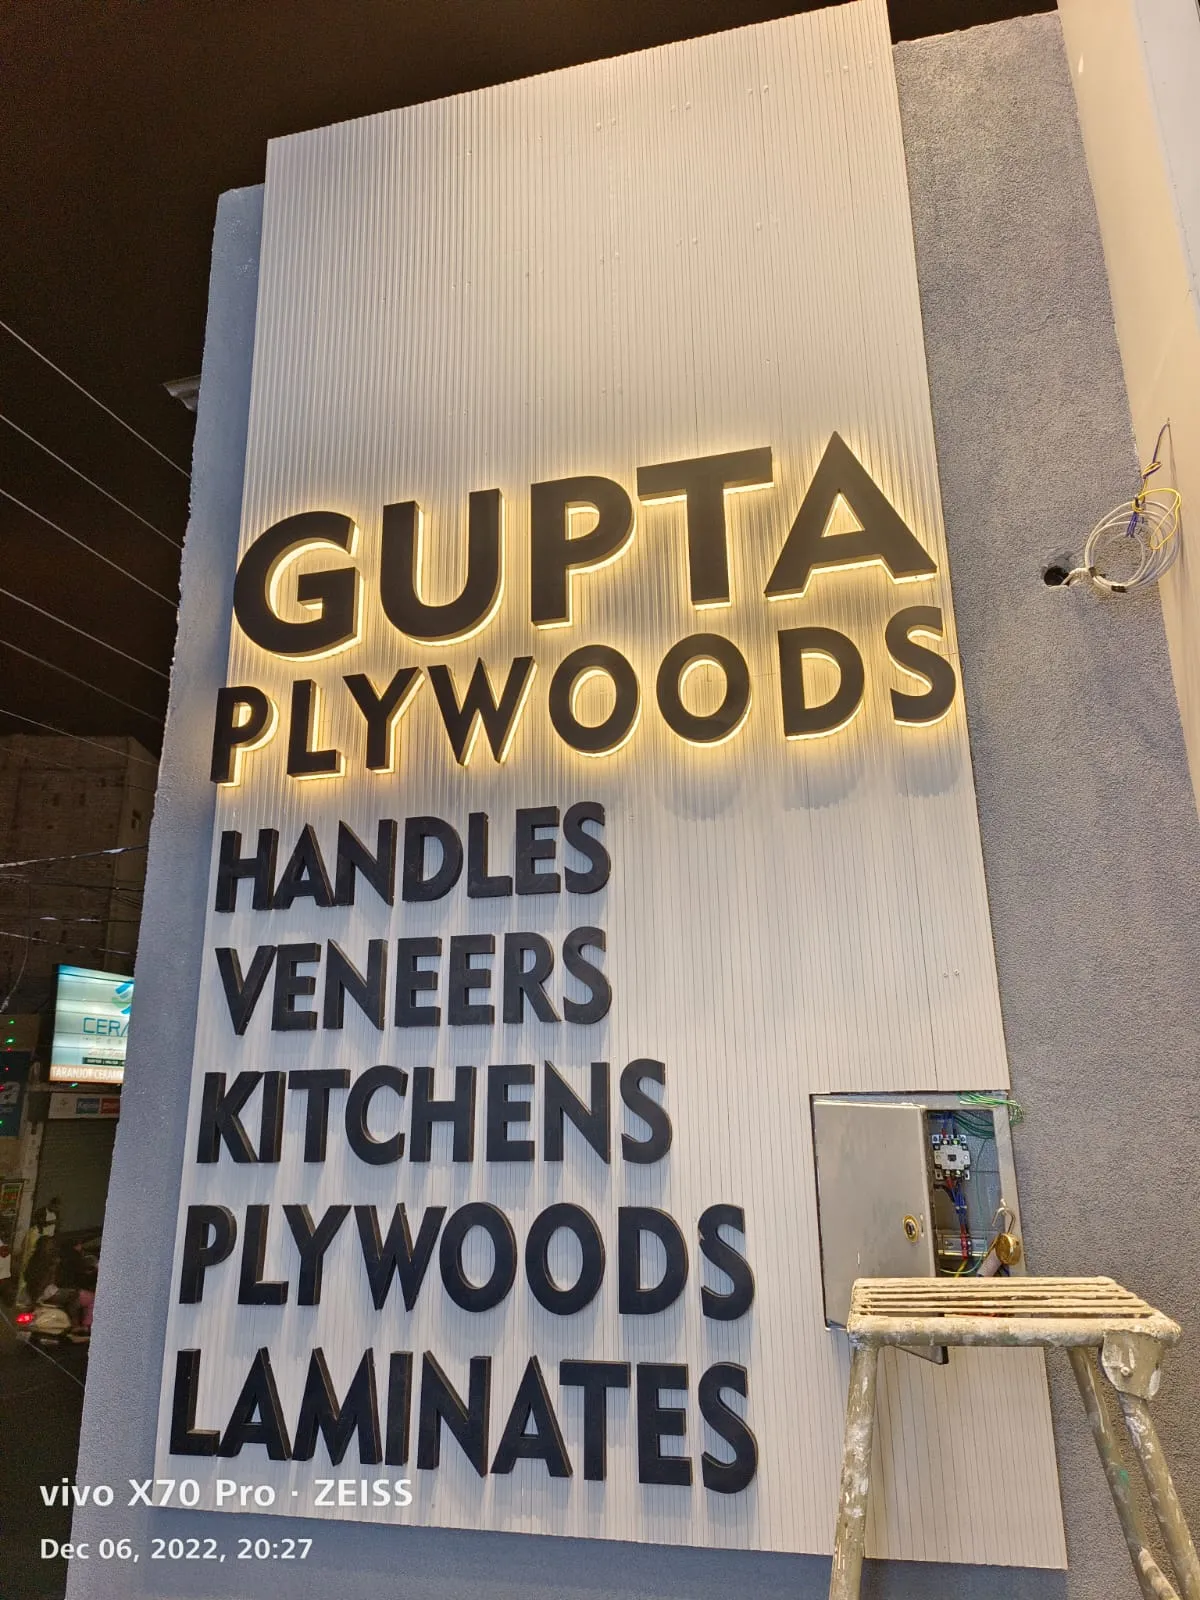 GUPTA
PLYWOODS
HANDLES
VENEERS
KITCHENS
PLYWOODS
LAMINATES
vivo X70 Pro · ZEISS
Dec 06, 2022, 20:27